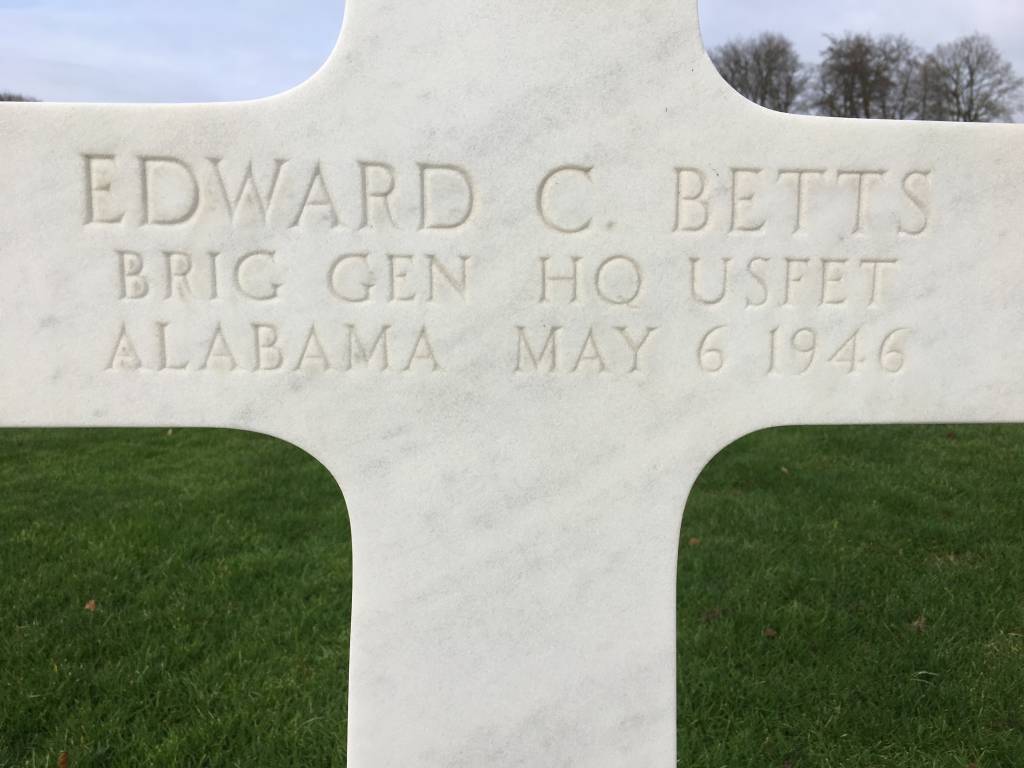 EDWARD C. BETTS
BRIG GEN HQ USFET
ALABAMA MAY 6 1946